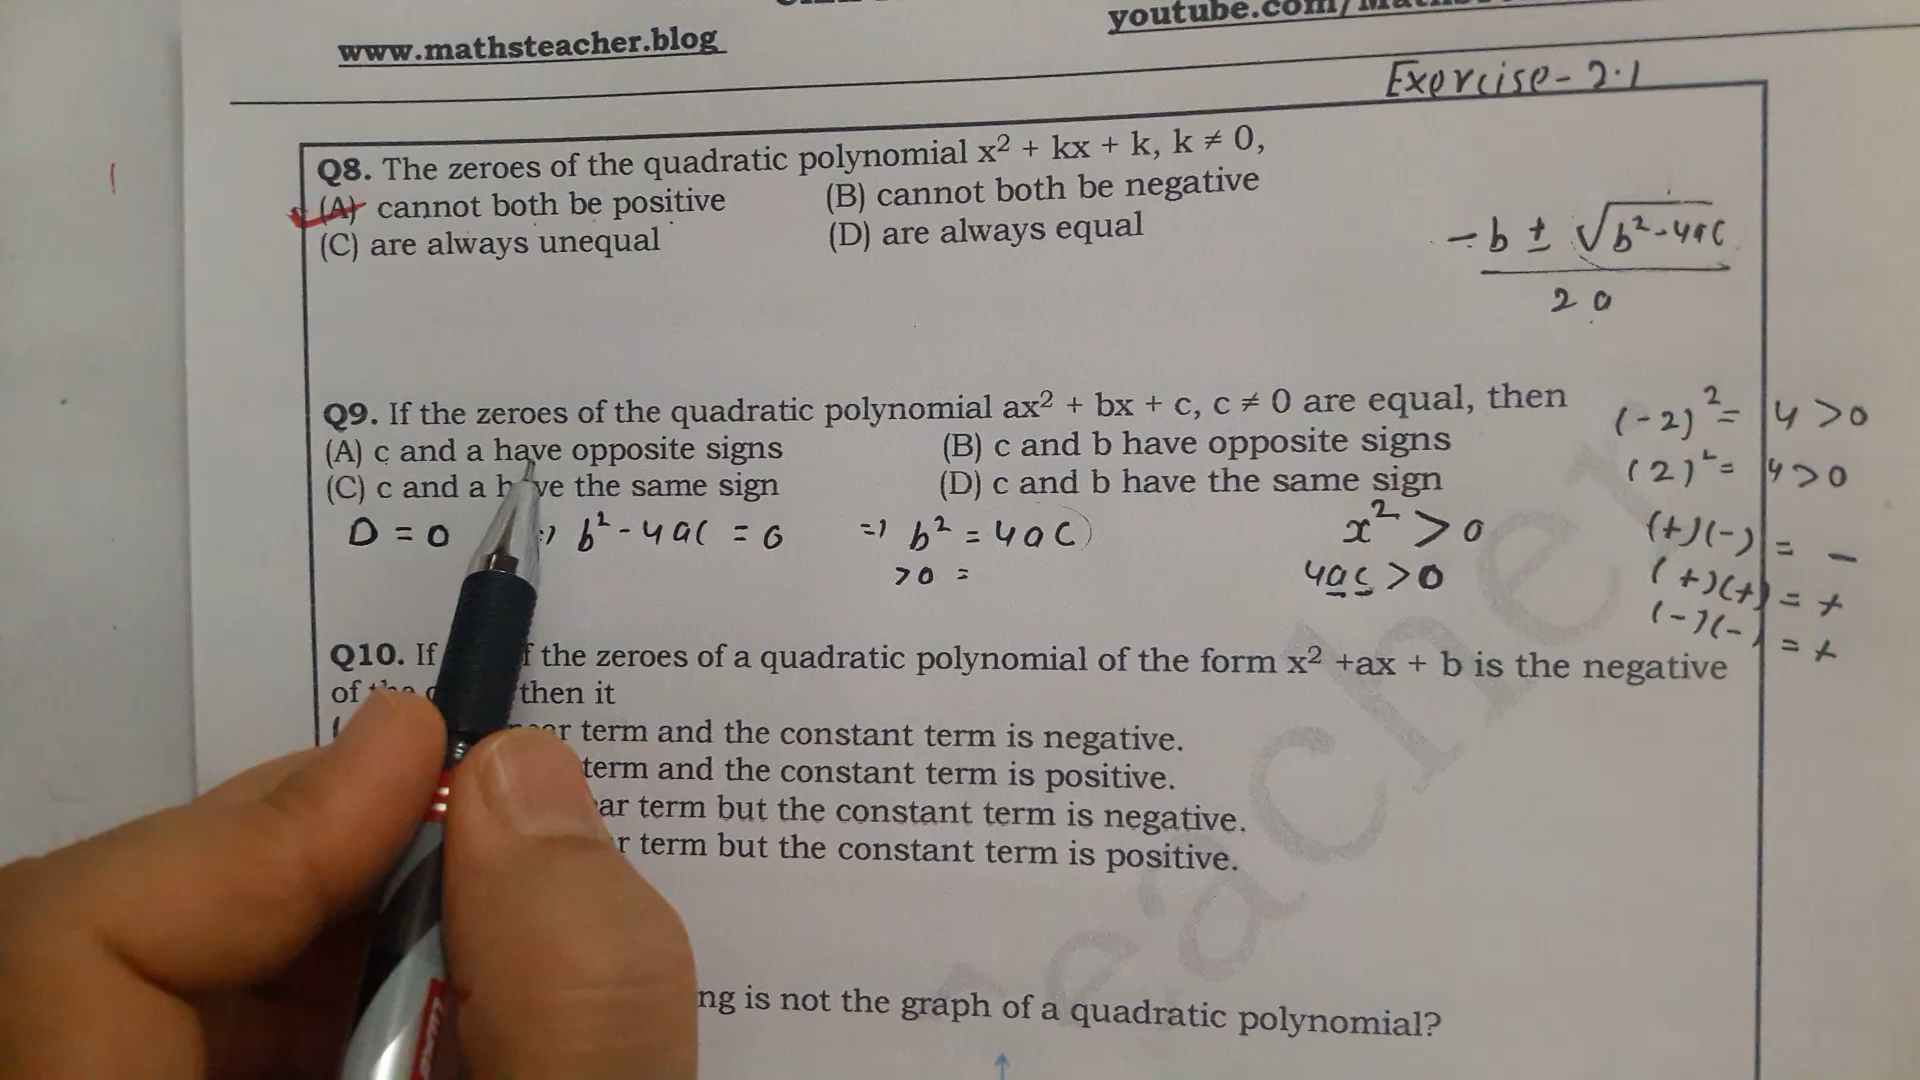 www.mathsteacher.blog
Exercise-2.1
Q8. The zeroes of the quadratic polynomial x² + kx + k, k ≠ 0,
(A) cannot both be positive (B) cannot both be negative
(C) are always unequal (D) are always equal
-b ± √b²-4ac
2a
Q9. If the zeroes of the quadratic polynomial ax² + bx + c, c ≠ 0 are equal, then
(A) c and a have opposite signs (B) c and b have opposite signs
(C) c and a have the same sign (D) c and b have the same sign
D = 0 ⇒ b² - 4ac = 0 ⇒ b² = 4ac
>0 =
x² > 0
4ac > 0
(-2)² = 4 > 0
(2)² = 4 > 0
(+)(-) = -
(+)(+) = +
(-)(-) = +
Q10. If the zeroes of a quadratic polynomial of the form x² +ax + b is the negative
of then it
term and the constant term is negative.
term and the constant term is positive.
term but the constant term is negative.
term but the constant term is positive.
is not the graph of a quadratic polynomial?
eacher